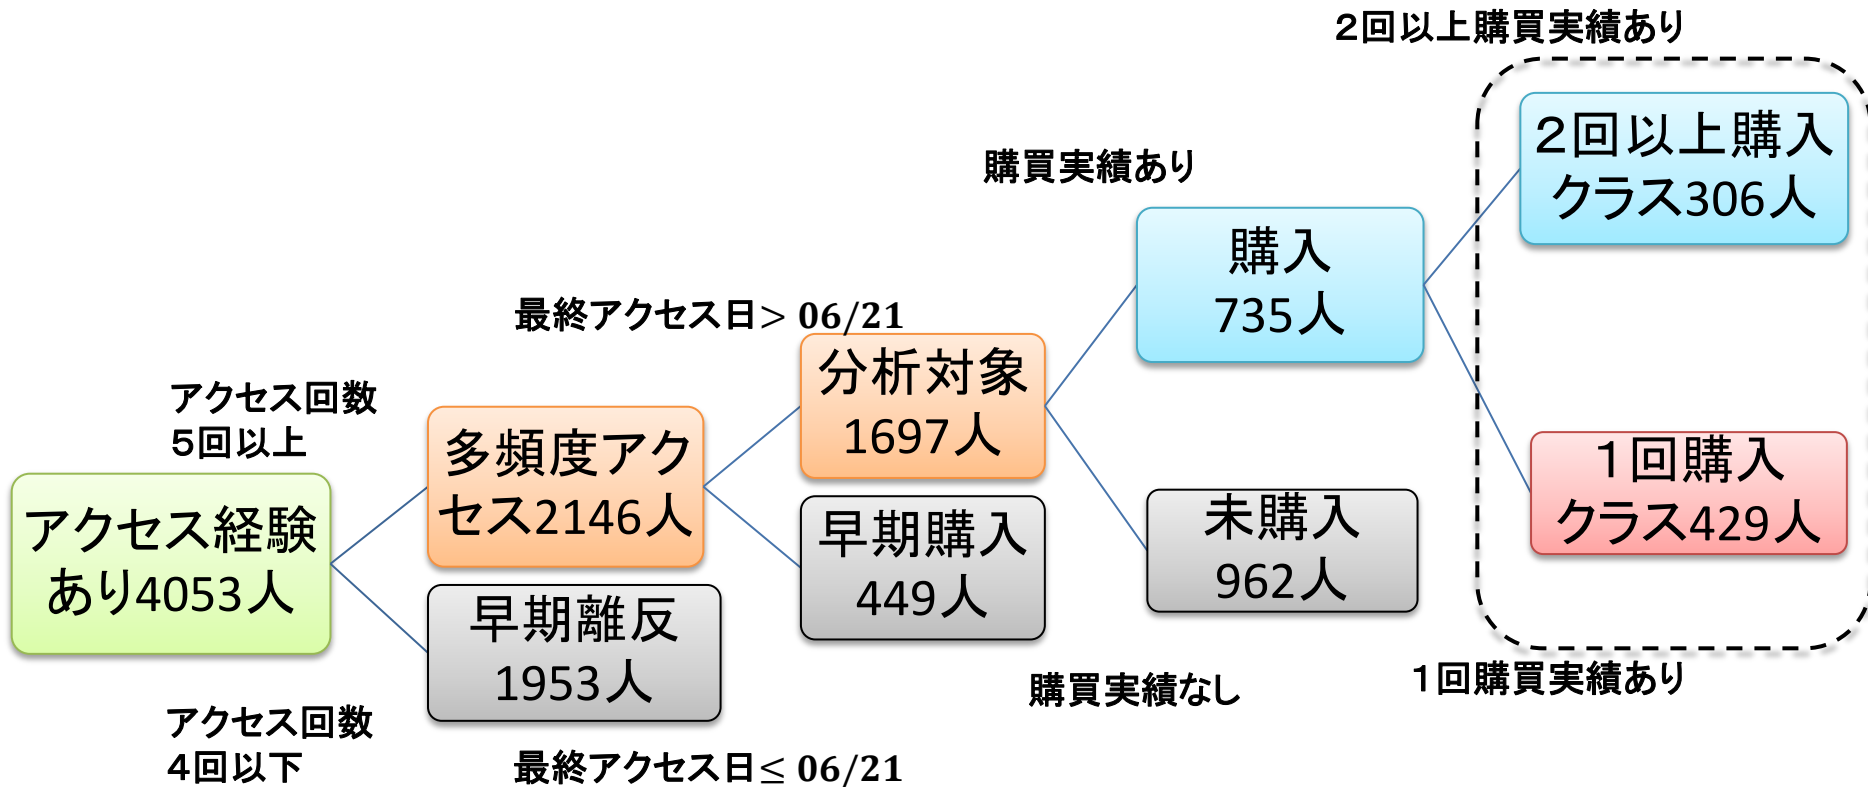 ２回以上購買実績あり
２回以上購入
クラス306人
購買実績あり
購入
735人
最終アクセス日> 06/21
分析対象
1697人
アクセス回数
５回以上
多頻度アク
セス2146人
１回購入
クラス429人
アクセス経験
あり4053人
早期購入
449人
未購入
962人
早期離反
1953人
購買実績なし
１回購買実績あり
アクセス回数
４回以下
最終アクセス日≤ 06/21